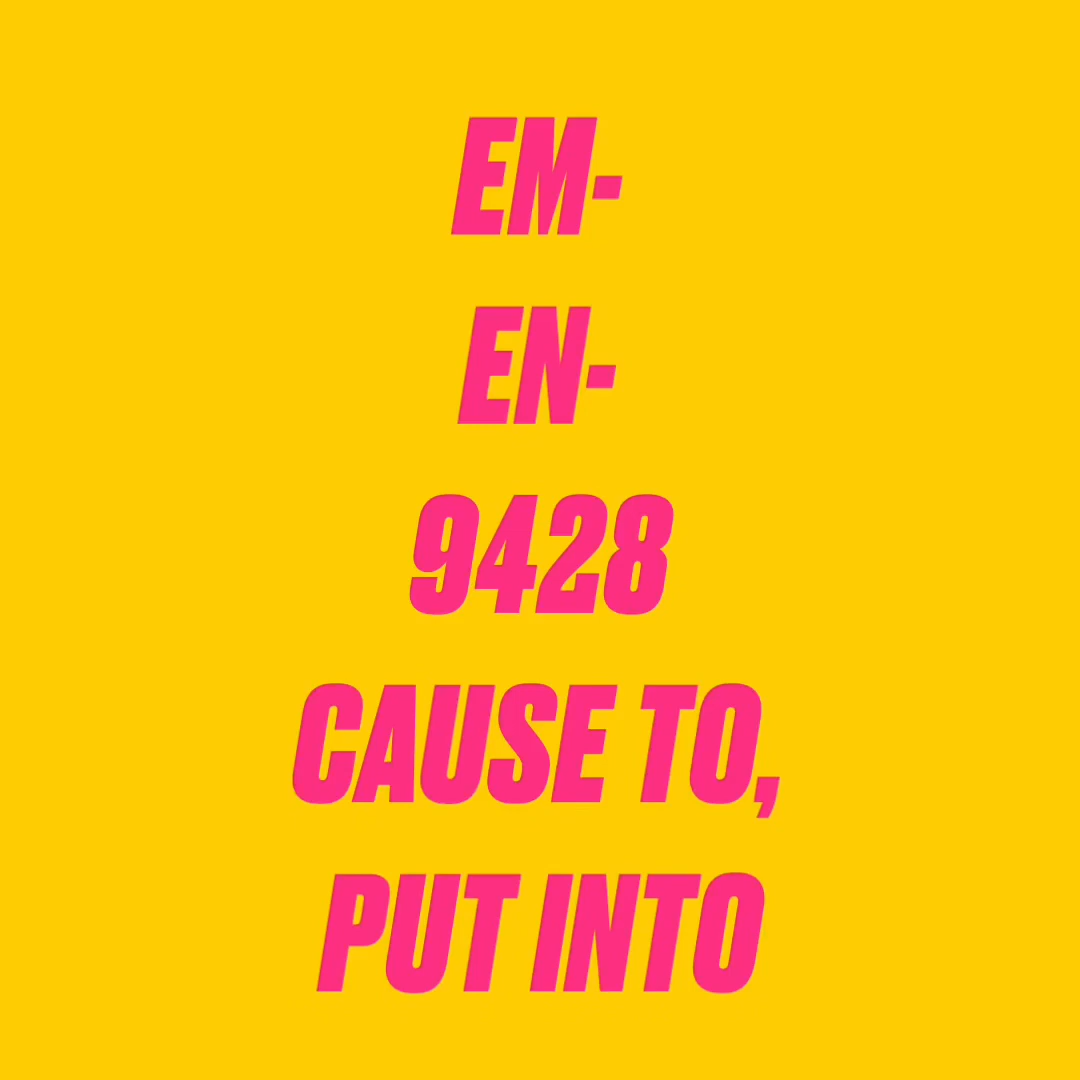 EM-
EN-
9428
CAUSE TO,
PUT INTO